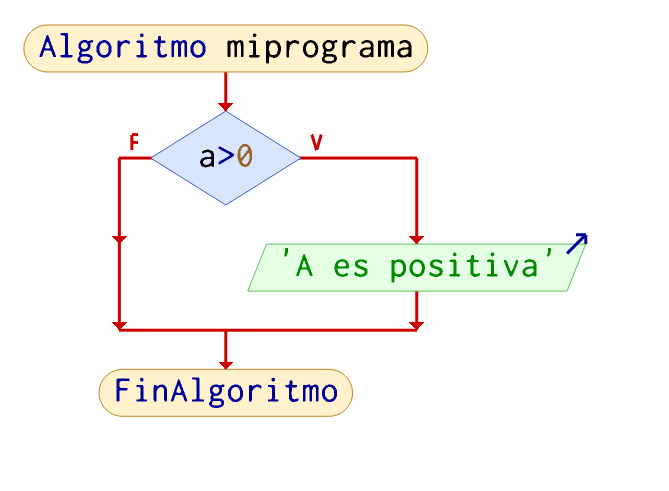 Algoritmo miprograma
F
V
a>0
'A es positiva'
FinAlgoritmo